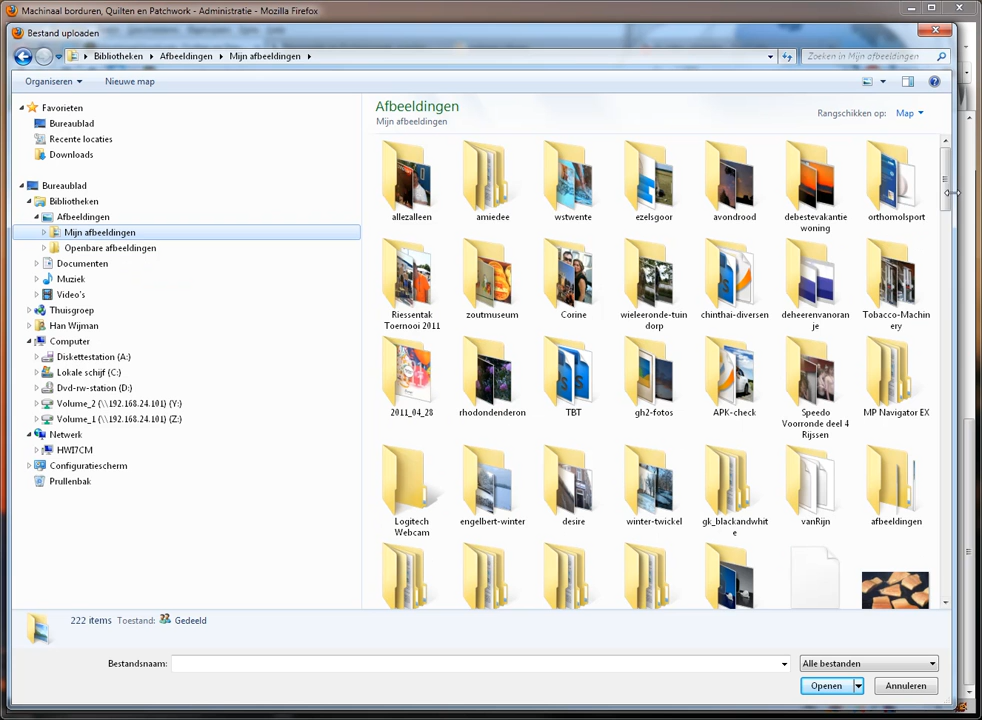 Machinaal borduren, Quilten en Patchwork - Administratie - Mozilla Firefox
Bestand uploaden
Bibliotheken Afbeeldingen Mijn afbeeldingen
Zoeken in Mijn afbeeldingen
Organiseren Nieuwe map
Favorieten
Bureaublad
Recente locaties
Downloads
Bureaublad
Bibliotheken
Afbeeldingen
Mijn afbeeldingen
Openbare afbeeldingen
Documenten
Muziek
Video's
Thuisgroep
Han Wijman
Computer
Diskettestation (A:)
Lokale schijf (C:)
Dvd-rw-station (D:)
Volume_2 (\\192.168.24.101) (Y:)
Volume_1 (\\192.168.24.101) (Z:)
Netwerk
HWI7CM
Configuratiescherm
Prullenbak
Afbeeldingen
Mijn afbeeldingen
Rangschikken op: Map
allezalleen amiedee wstwente ezelsgoor avondrood debestevakantie orthomolsport
woning
Riessentak zoutmuseum Corine wieleronde-tuin chinthai-diversen deheerenvanoran Tobacco-Machin
Toernooi 2011 dorp je ery
2011_04_28 rhodondenderon TBT gh2-fotos APK-check Speedo MP Navigator EX
Voorronde deel 4
Rijssen
Logitech engelbert-winter desire winter-twickel gk_blackandwhit vanRijn afbeeldingen
Webcam e
222 items Toestand: Gedeeld
Bestandsnaam:
Alle bestanden
Openen Annuleren